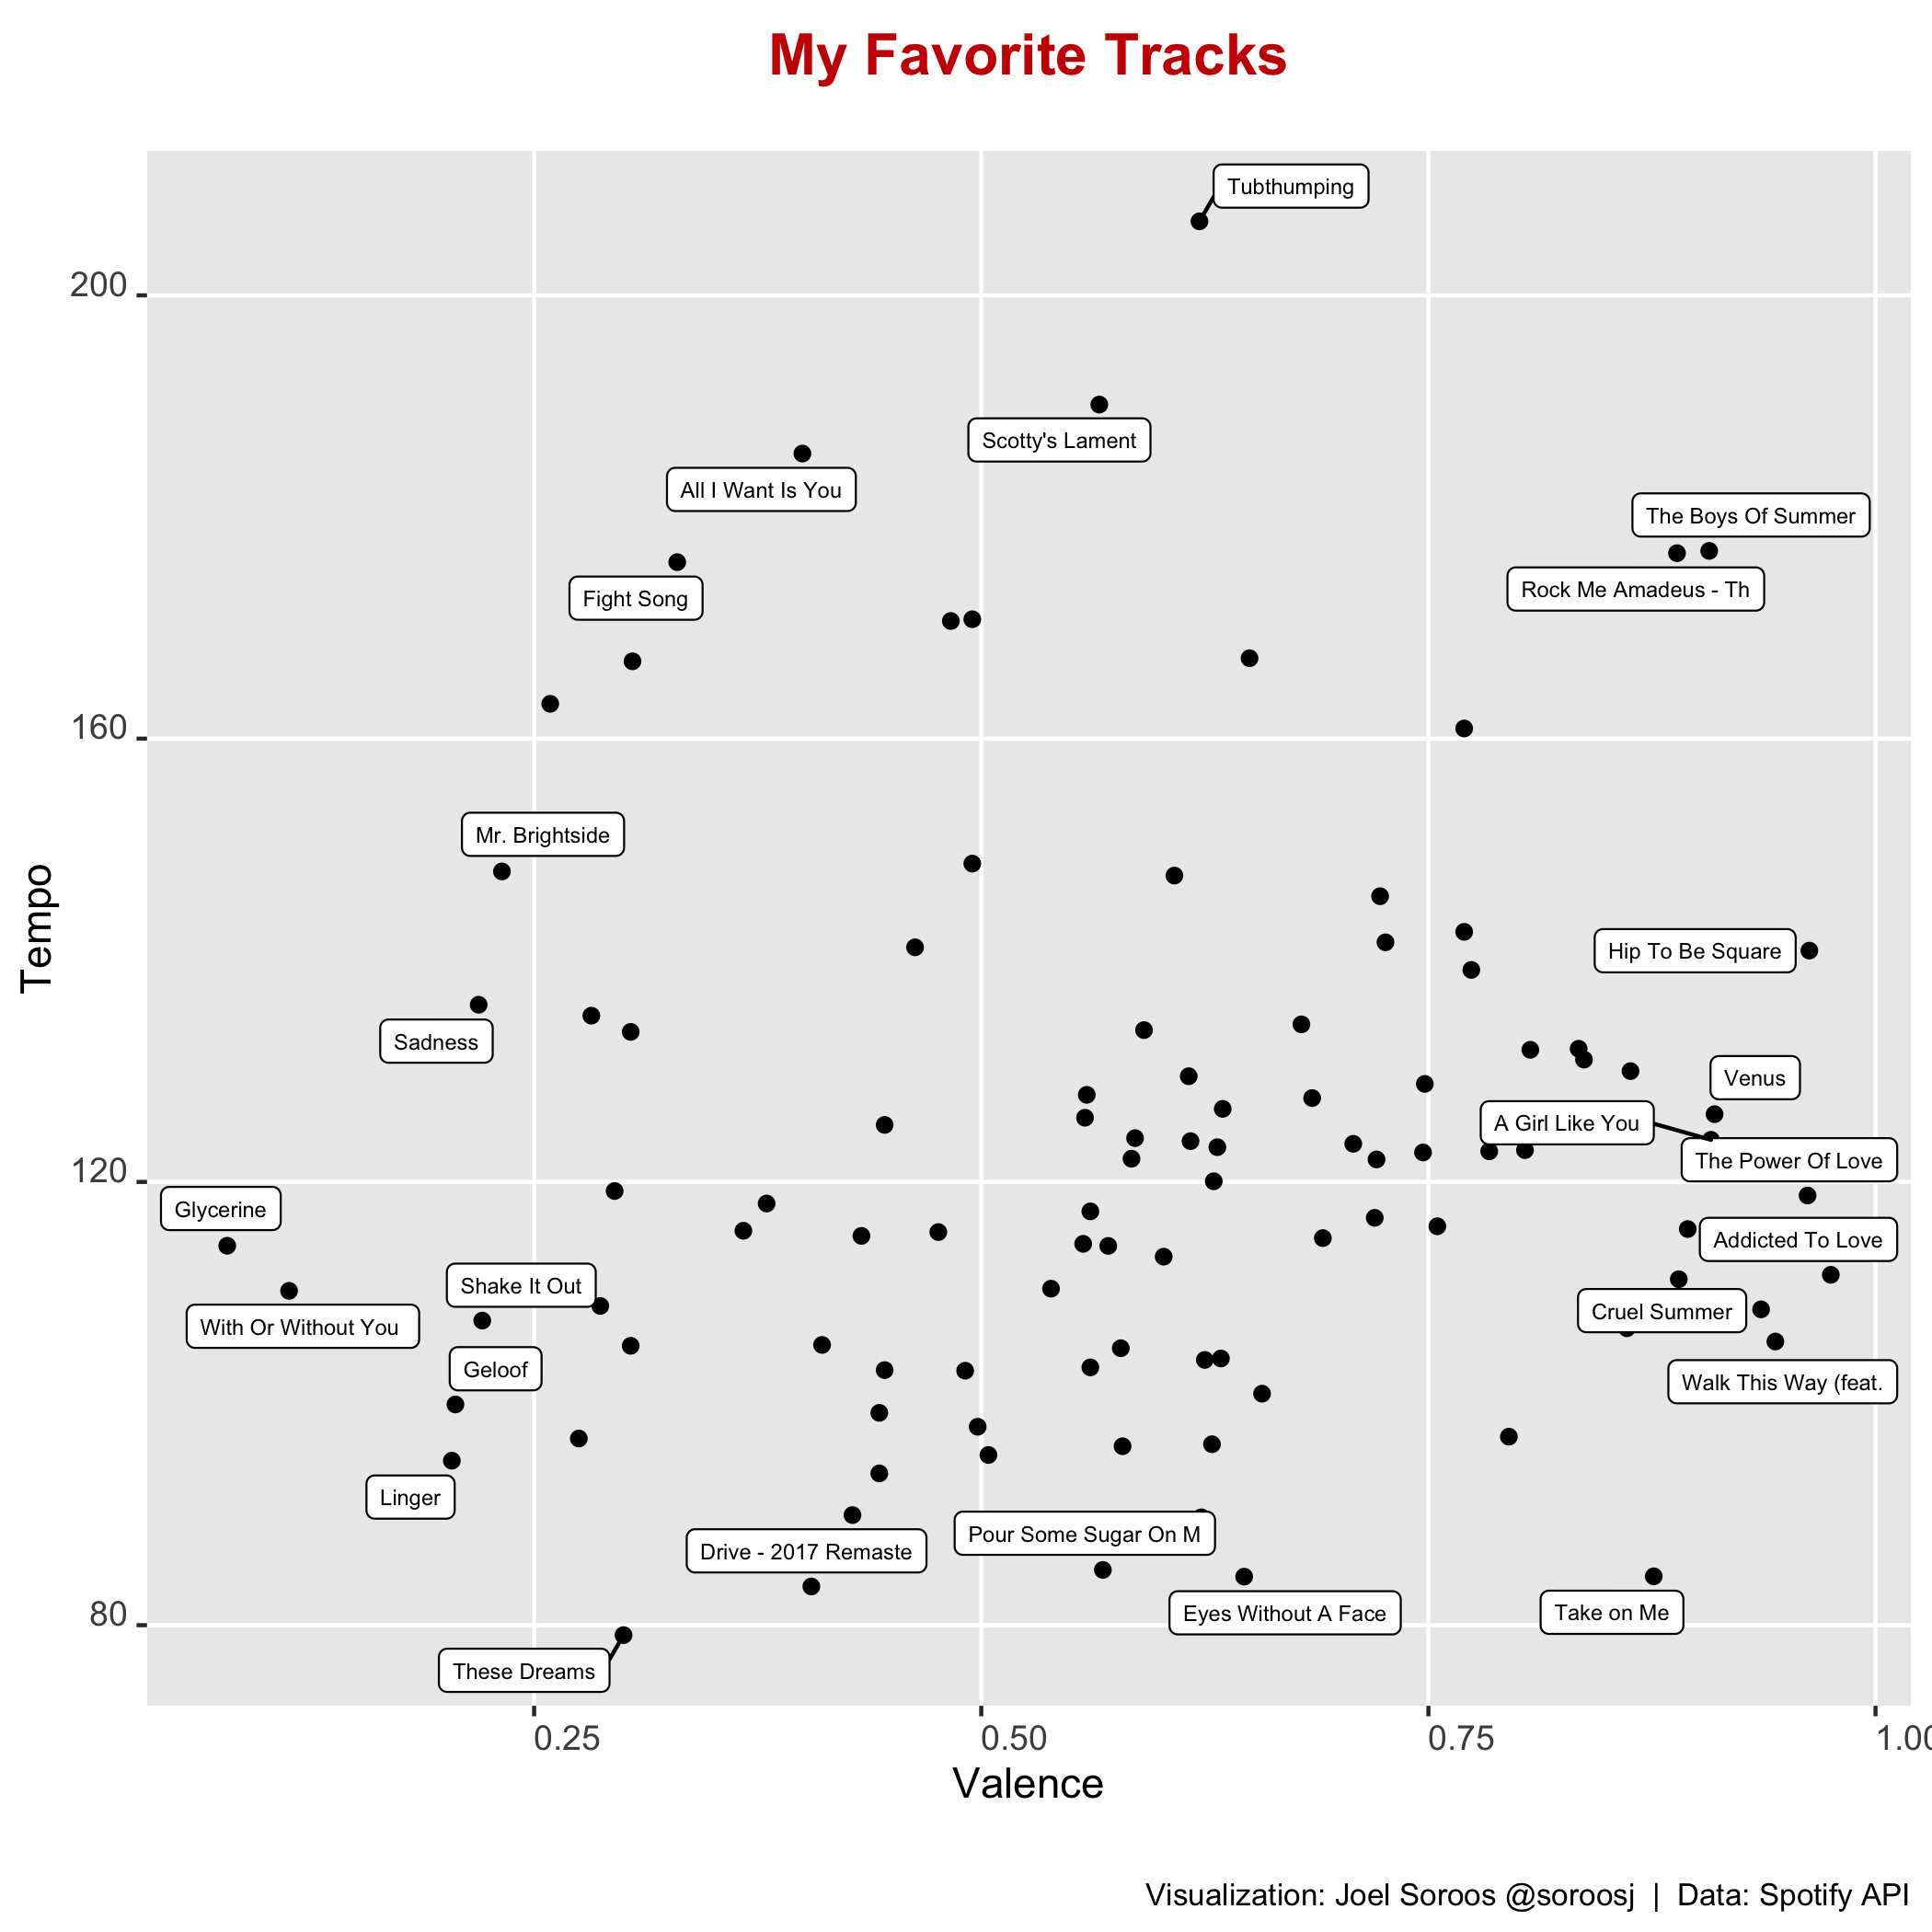 My Favorite Tracks
Tubthumping
200
Scotty's Lament
All I Want Is You
The Boys Of Summer
Rock Me Amadeus - Th
Fight Song
160
Mr. Brightside
Tempo
Hip To Be Square
Sadness
Venus
A Girl Like You
The Power Of Love
120
Glycerine
Addicted To Love
Shake It Out
Cruel Summer
With Or Without You
Geloof
Walk This Way (feat.
Linger
Pour Some Sugar On M
Drive - 2017 Remaste
Eyes Without A Face
Take on Me
80
These Dreams
0.25
0.50
0.75
1.00
Valence
Visualization: Joel Soroos @soroosj | Data: Spotify API